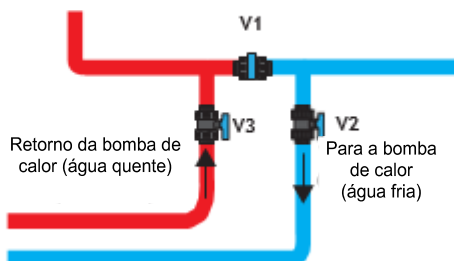 V1
V3
V2
Retorno da bomba de
calor (água quente)
Para a bomba
de calor
(água fria)